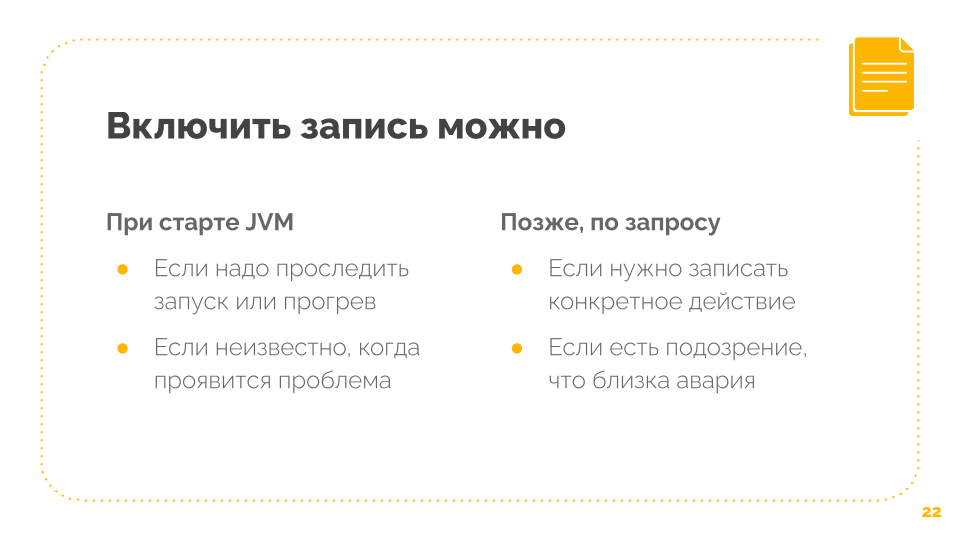 Включить запись можно
При старте JVM
● Если надо проследить
запуск или прогрев
● Если неизвестно, когда
проявится проблема
Позже, по запросу
● Если нужно записать
конкретное действие
● Если есть подозрение,
что близка авария
22